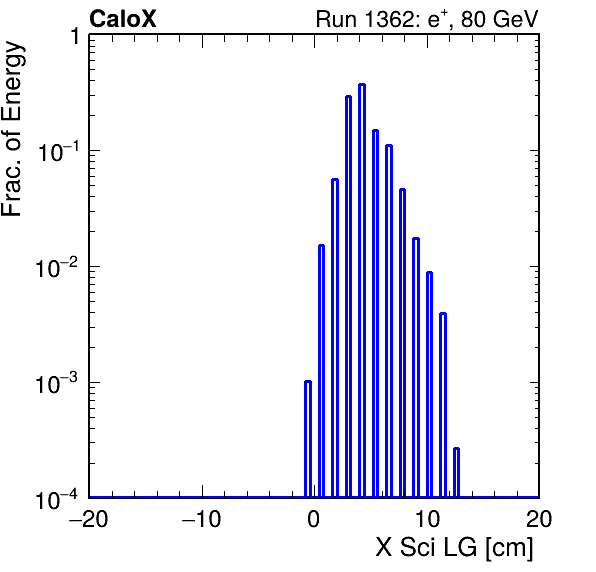 CaloX Run 1362: e⁺, 80 GeV
Frac. of Energy
1
10⁻¹
10⁻²
10⁻³
10⁻⁴
−20 −10 0 10 20
X Sci LG [cm]